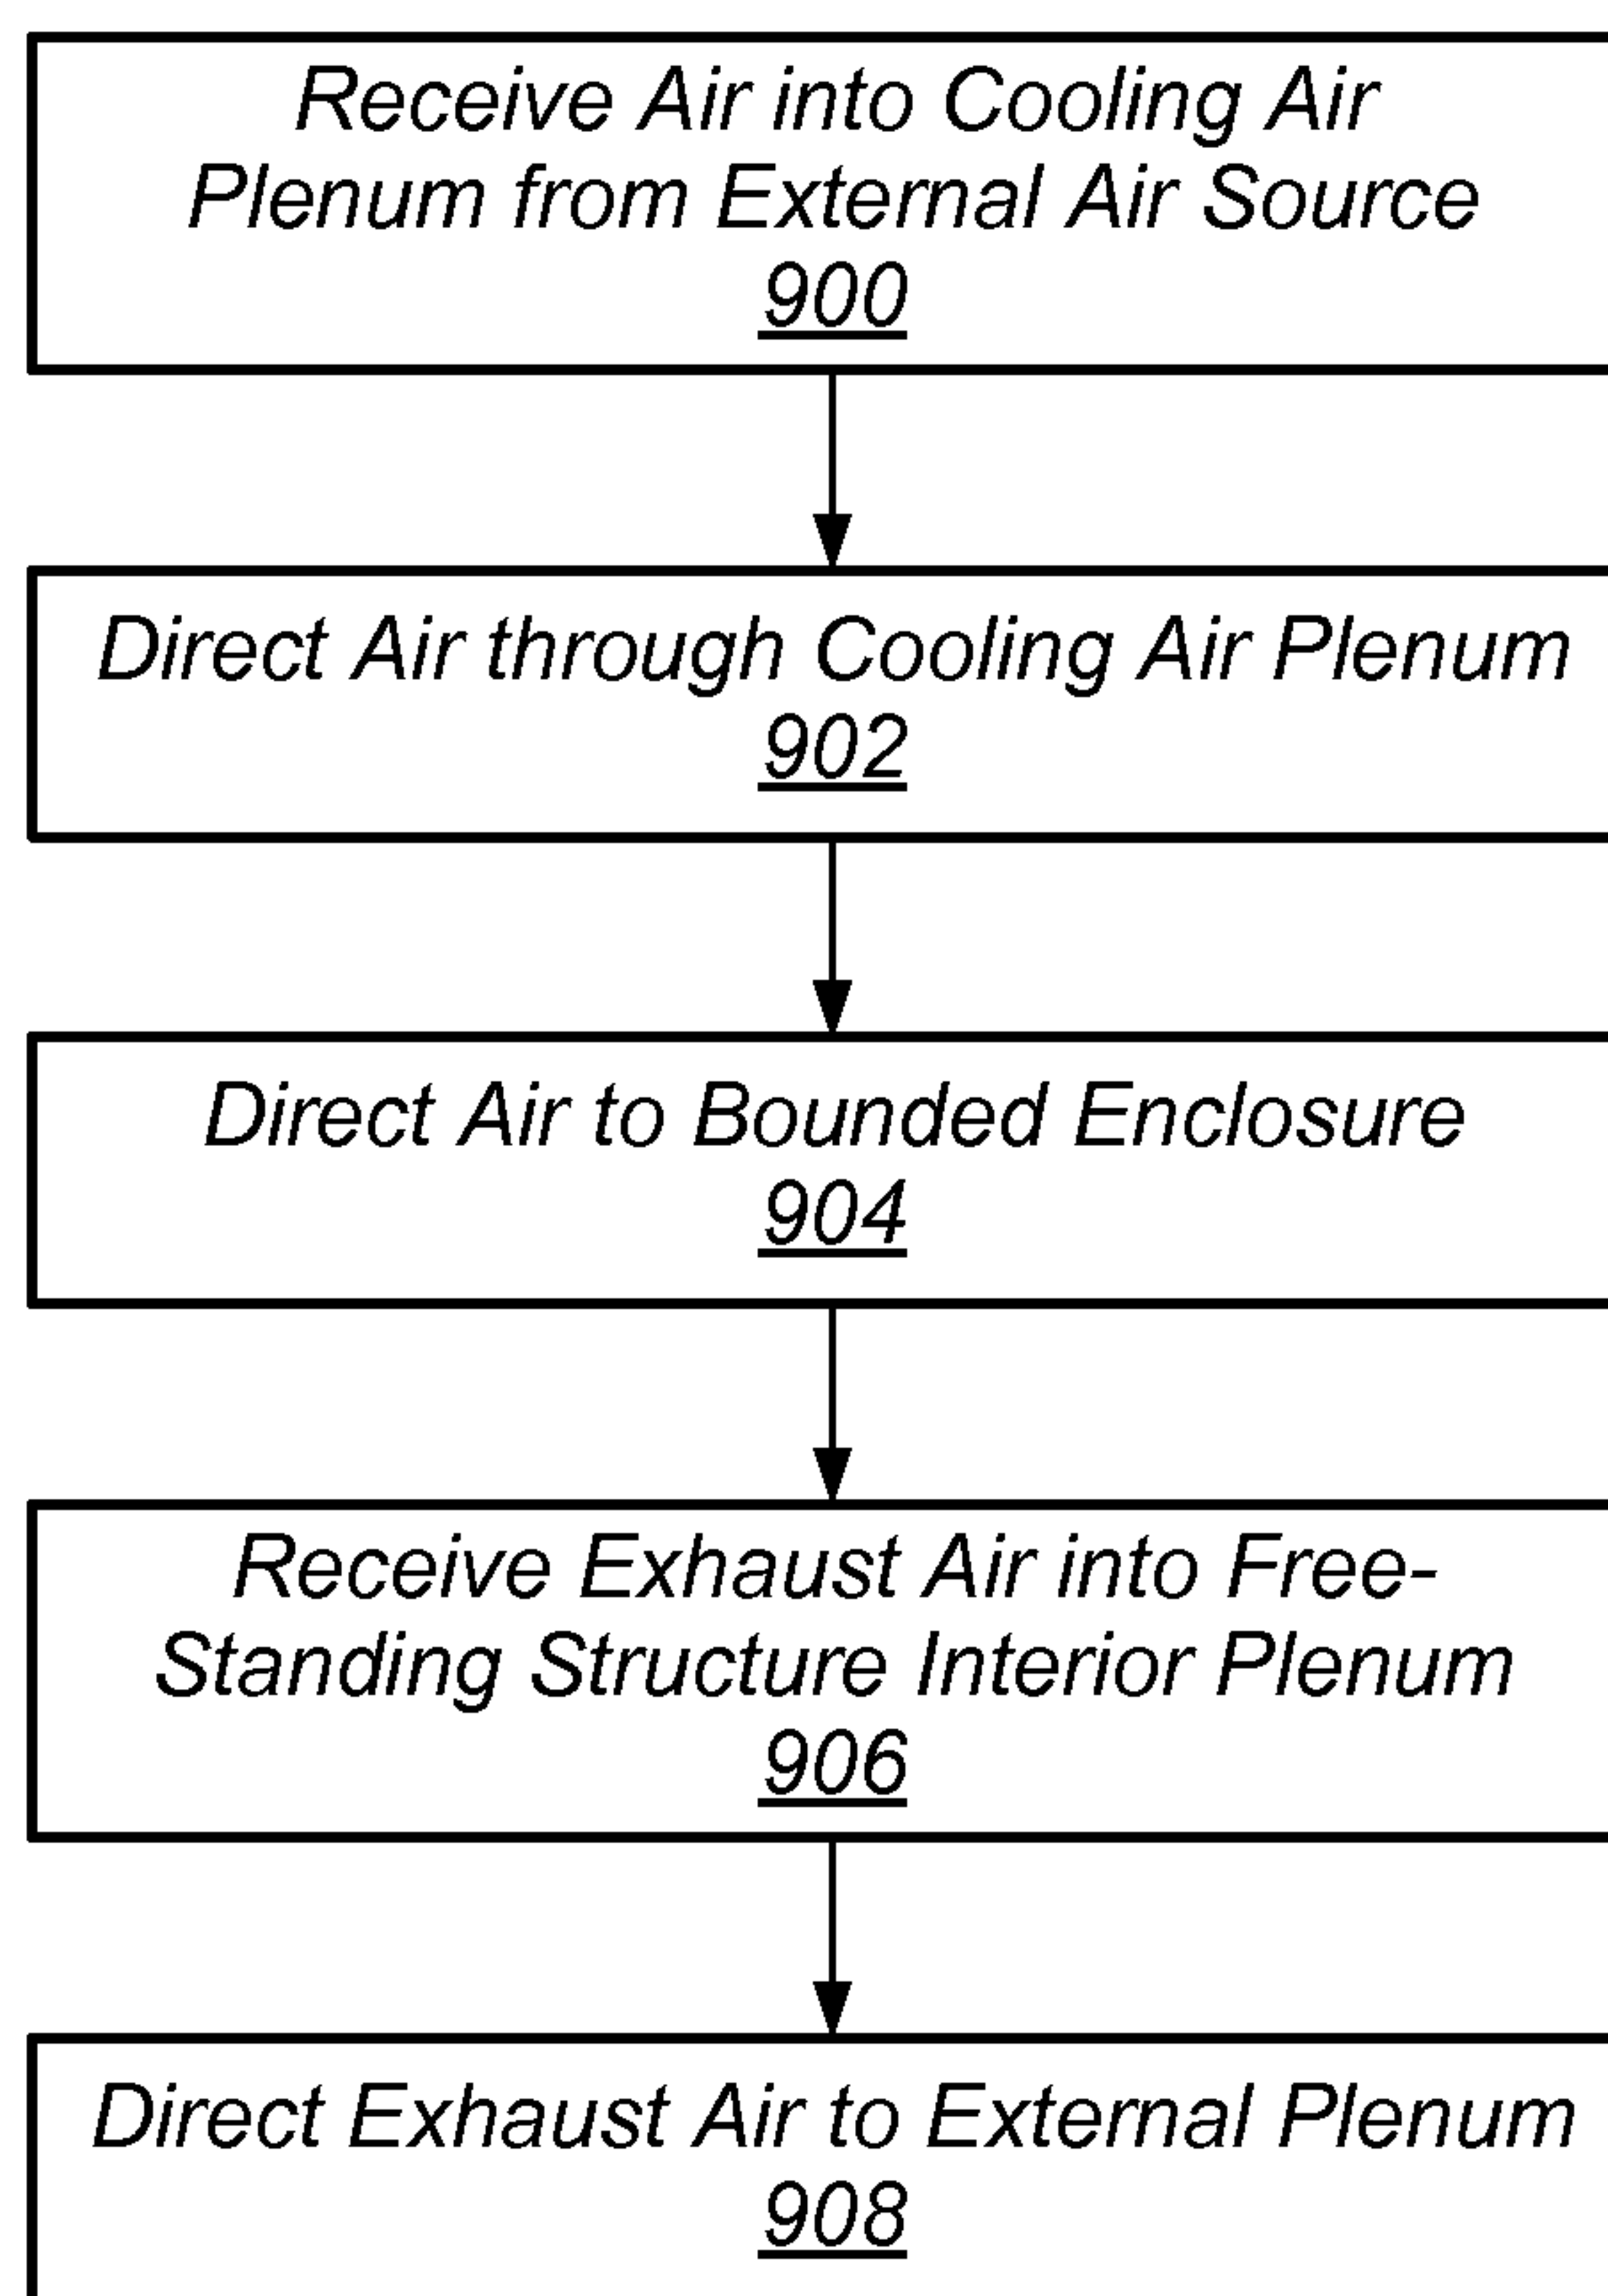 Receive Air into Cooling Air
Plenum from External Air Source
900
Direct Air through Cooling Air Plenum
902
Direct Air to Bounded Enclosure
904
Receive Exhaust Air into Free-
Standing Structure Interior Plenum
906
Direct Exhaust Air to External Plenum
908